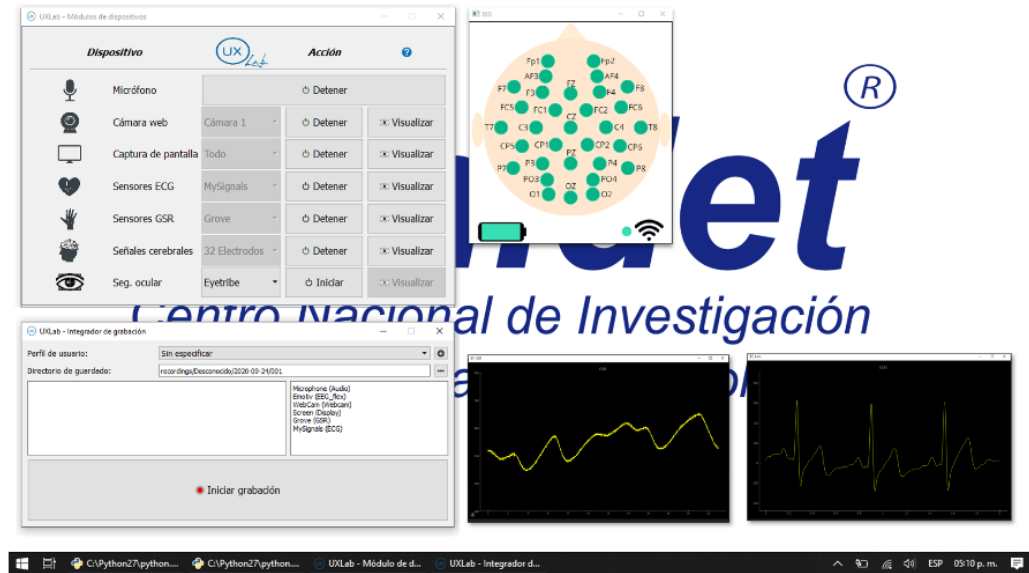 UXLab - Módulos de dispositivos
Dispositivo UX Lab Acción ?
Micrófono Detener
Cámara web Cámara 1 Detener Visualizar
Captura de pantalla Todo Detener Visualizar
Sensores ECG MySignals Detener Visualizar
Sensores GSR Grove Detener Visualizar
Señales cerebrales 32 Electrodos Detener Visualizar
Seg. ocular Eyetribe Iniciar Visualizar
EEG
Fp1 Fp2
AF3 AF4
F7 F3 FZ F4 F8
FC5 FC1 FC2 FC6
T7 C3 CZ C4 T8
CP5 CP1 CP2 CP6
P7 P3 PZ P4 P8
PO3 PO4
O1 OZ O2
R
det
Centro Nacional de Investigación
UXLab - Integrador de grabación
Perfil de usuario: Sin especificar
Directorio de guardado: recordings/Desconocido/2020-09-24/001
Microphone (Audio)
Emotiv (EEG_flex)
WebCam (Webcam)
Screen (Display)
Grove (GSR)
MySignals (ECG)
Iniciar grabación
C:\Python27\python.... C:\Python27\python.... UXLab - Módulo de d... UXLab - Integrador d... ESP 05:10 p. m.